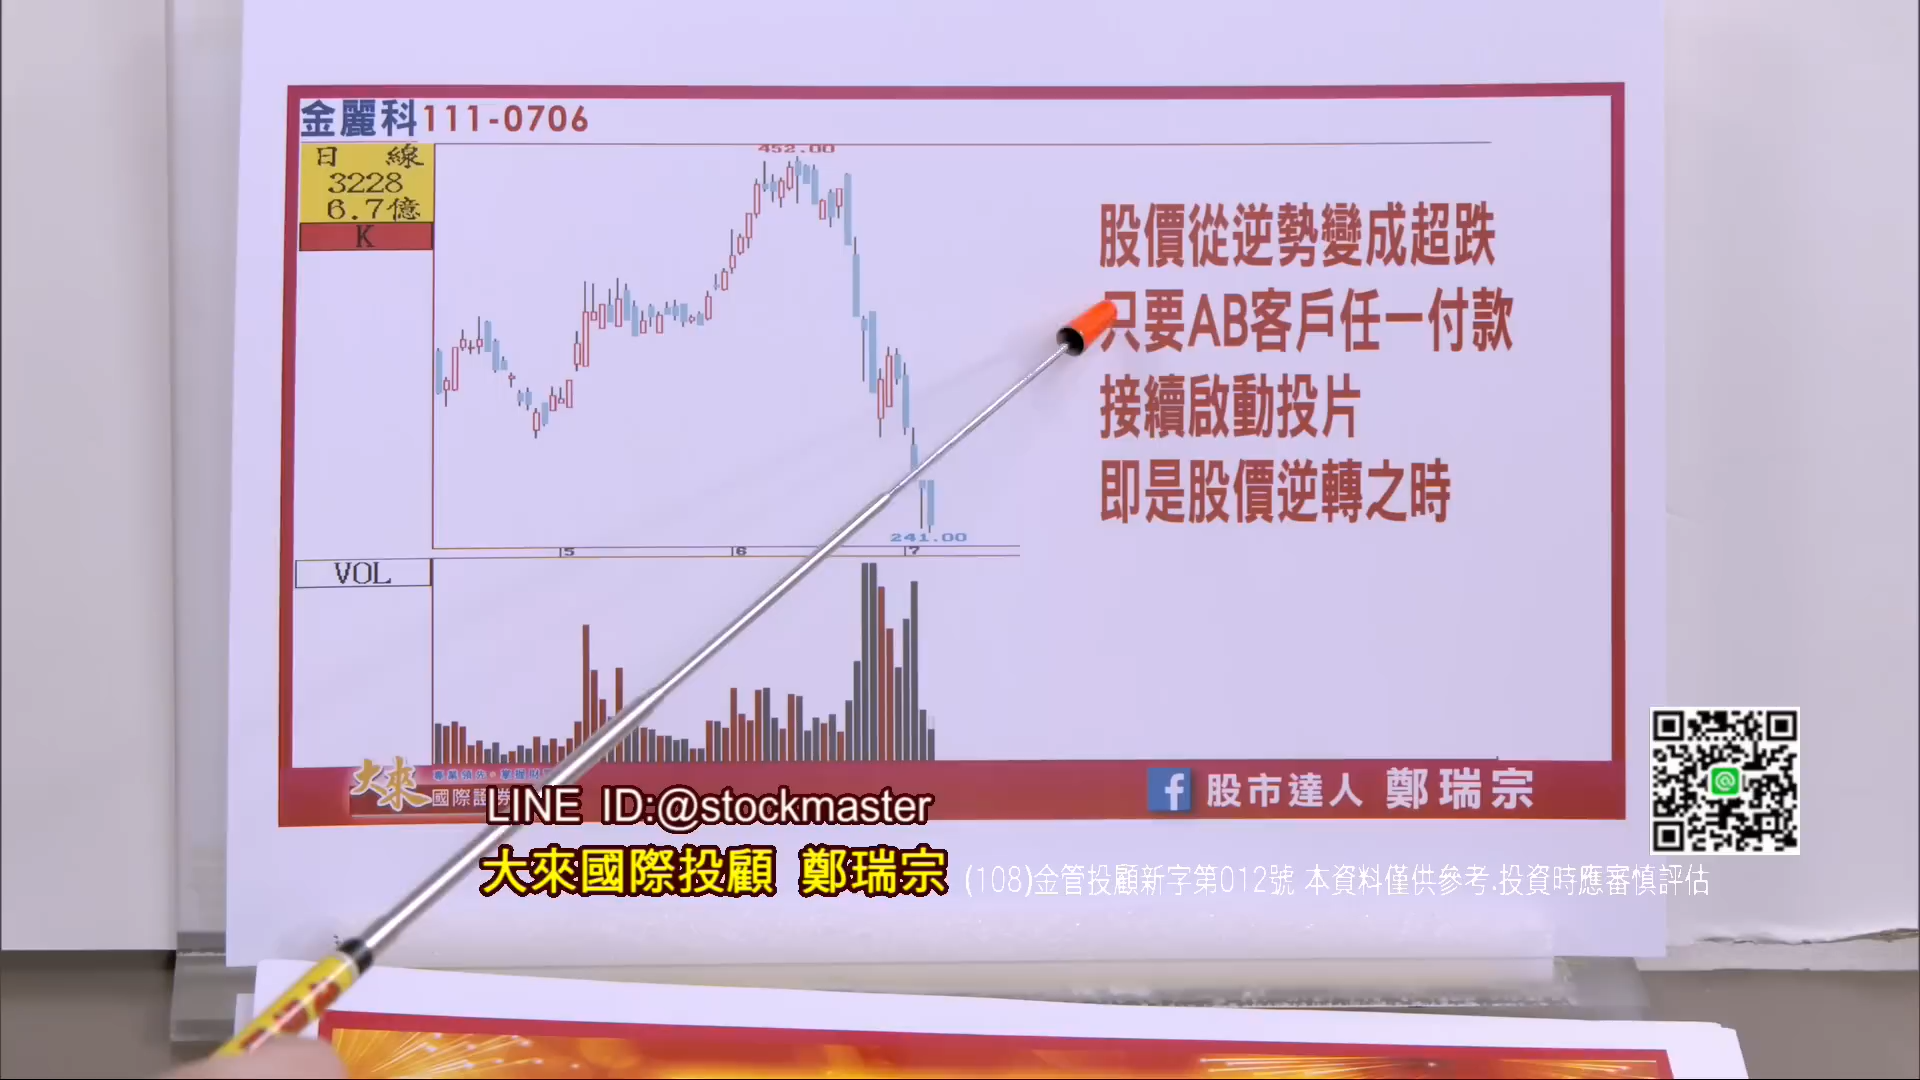 金麗科111-0706
日 線
3228
6.7億
K
452.00
股價從逆勢變成超跌
只要AB客戶任一付款
接續啟動投片
即是股價逆轉之時
241.00
5 6 7
VOL
大來
國際證券
股市達人 鄭瑞宗
LINE ID:@stockmaster
大來國際投顧 鄭瑞宗 (108)金管投顧新字第012號 本資料僅供參考.投資時應審慎評估